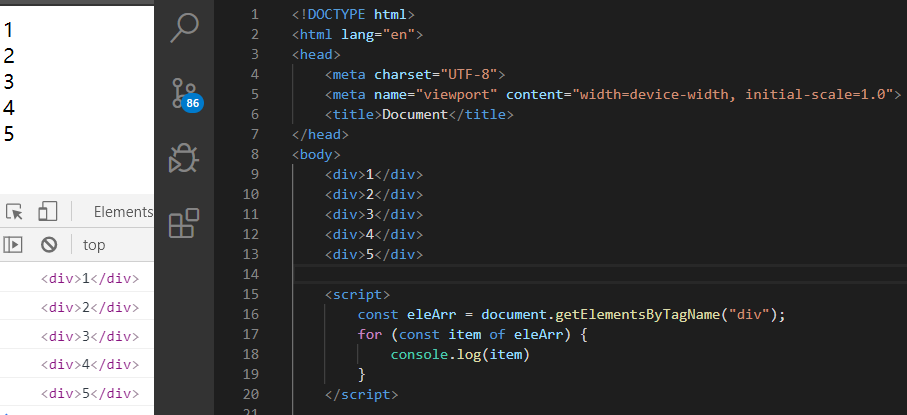 1
2
3
4
5
Elements
top
<div>1</div>
<div>2</div>
<div>3</div>
<div>4</div>
<div>5</div>
86
1 <!DOCTYPE html>
2 <html lang="en">
3 <head>
4 <meta charset="UTF-8">
5 <meta name="viewport" content="width=device-width, initial-scale=1.0">
6 <title>Document</title>
7 </head>
8 <body>
9 <div>1</div>
10 <div>2</div>
11 <div>3</div>
12 <div>4</div>
13 <div>5</div>
14
15 <script>
16 const eleArr = document.getElementsByTagName("div");
17 for (const item of eleArr) {
18 console.log(item)
19 }
20 </script>
21